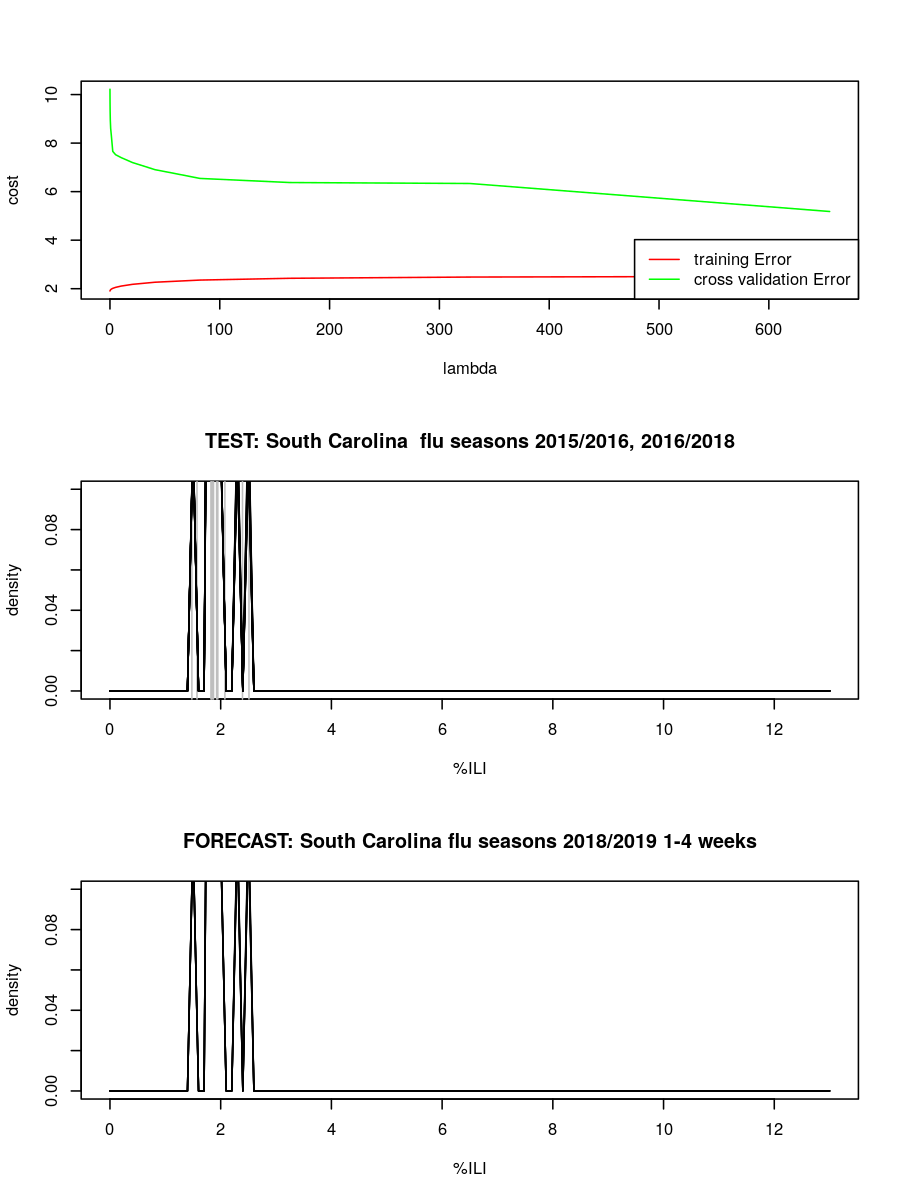 cost
10
8
6
4
2
training Error
cross validation Error
0 100 200 300 400 500 600
lambda
TEST: South Carolina  flu seasons 2015/2016, 2016/2018
density
0.08
0.04
0.00
0 2 4 6 8 10 12
%ILI
FORECAST: South Carolina flu seasons 2018/2019 1-4 weeks
density
0.08
0.04
0.00
0 2 4 6 8 10 12
%ILI